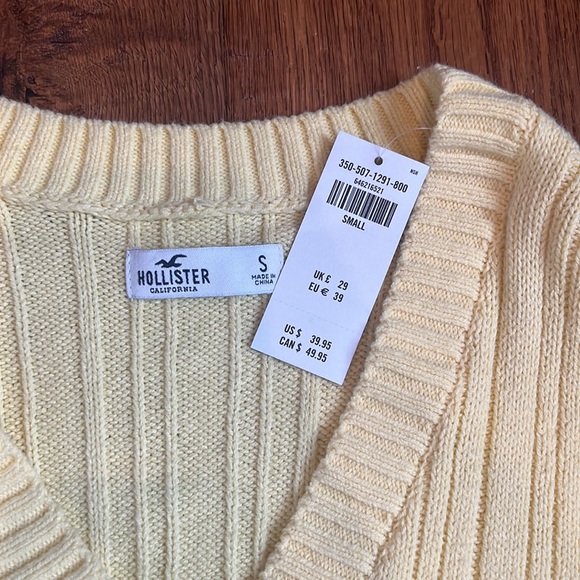 HOLLISTER
CALIFORNIA
S
MADE IN
CHINA
350-507-1291-800
646216521
SMALL
UK £ 29
EU € 39
US $ 39.95
CAN $ 49.95